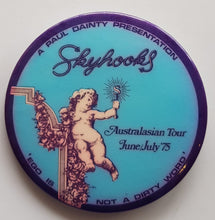 A PAUL DAINTY PRESENTATION
Skyhooks
Australasian Tour
June/July '75
'EGO IS NOT A DIRTY WORD'